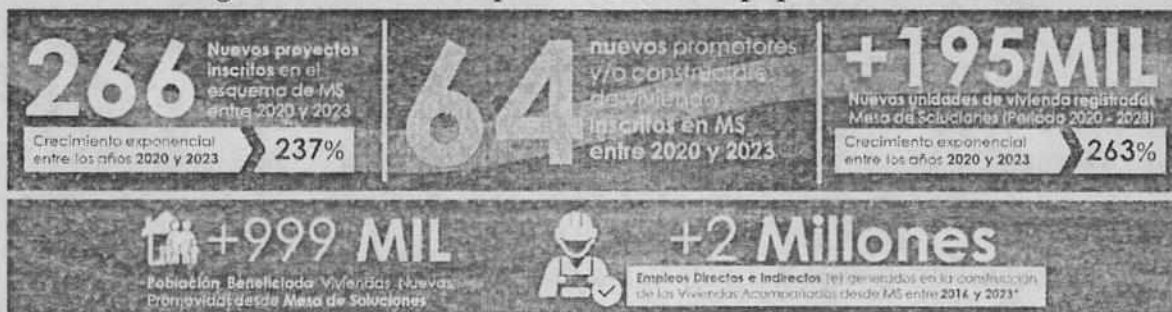 266
Nuevos proyectos
inscritos en el
esquema de MS
entre 2020 y 2023
Crecimiento exponencial
entre los años 2020 y 2023
237%
64
nuevos promotores
y/o constructores
de vivienda
inscritos en MS
entre 2020 y 2023
+195MIL
Nuevas unidades de vivienda registradas
Mesa de Soluciones (Periodo 2020 - 2023)
Crecimiento exponencial
entre los años 2020 y 2023
263%
+999 MIL
Población Beneficiada Viviendas Nuevas
Promovidas desde Mesa de Soluciones
+2 Millones
Empleos Directos e Indirectos (e) generados en la construcción
de las Viviendas Acompañadas desde MS entre 2016 y 2023*